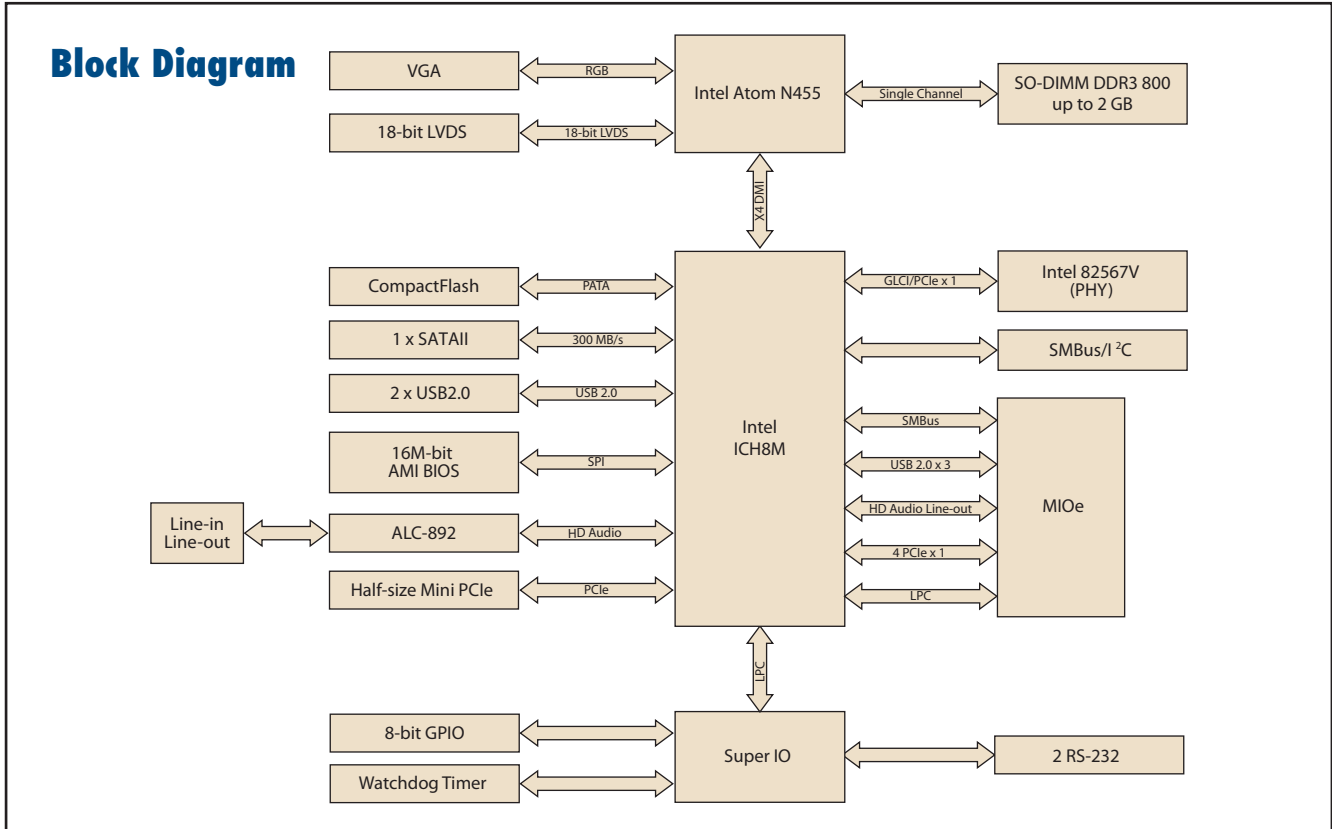 Block Diagram
VGA
RGB
Intel Atom N455
Single Channel
SO-DIMM DDR3 800
up to 2 GB
18-bit LVDS
18-bit LVDS
X4 DMI
CompactFlash
PATA
GLCI/PCIe x 1
Intel 82567V
(PHY)
1 x SATAII
300 MB/s
SMBus/I ²C
2 x USB2.0
USB 2.0
Intel
ICH8M
SMBus
16M-bit
AMI BIOS
SPI
USB 2.0 x 3
MIOe
Line-in
Line-out
ALC-892
HD Audio
HD Audio Line-out
4 PCIe x 1
Half-size Mini PCIe
PCIe
LPC
LPC
8-bit GPIO
Super IO
2 RS-232
Watchdog Timer